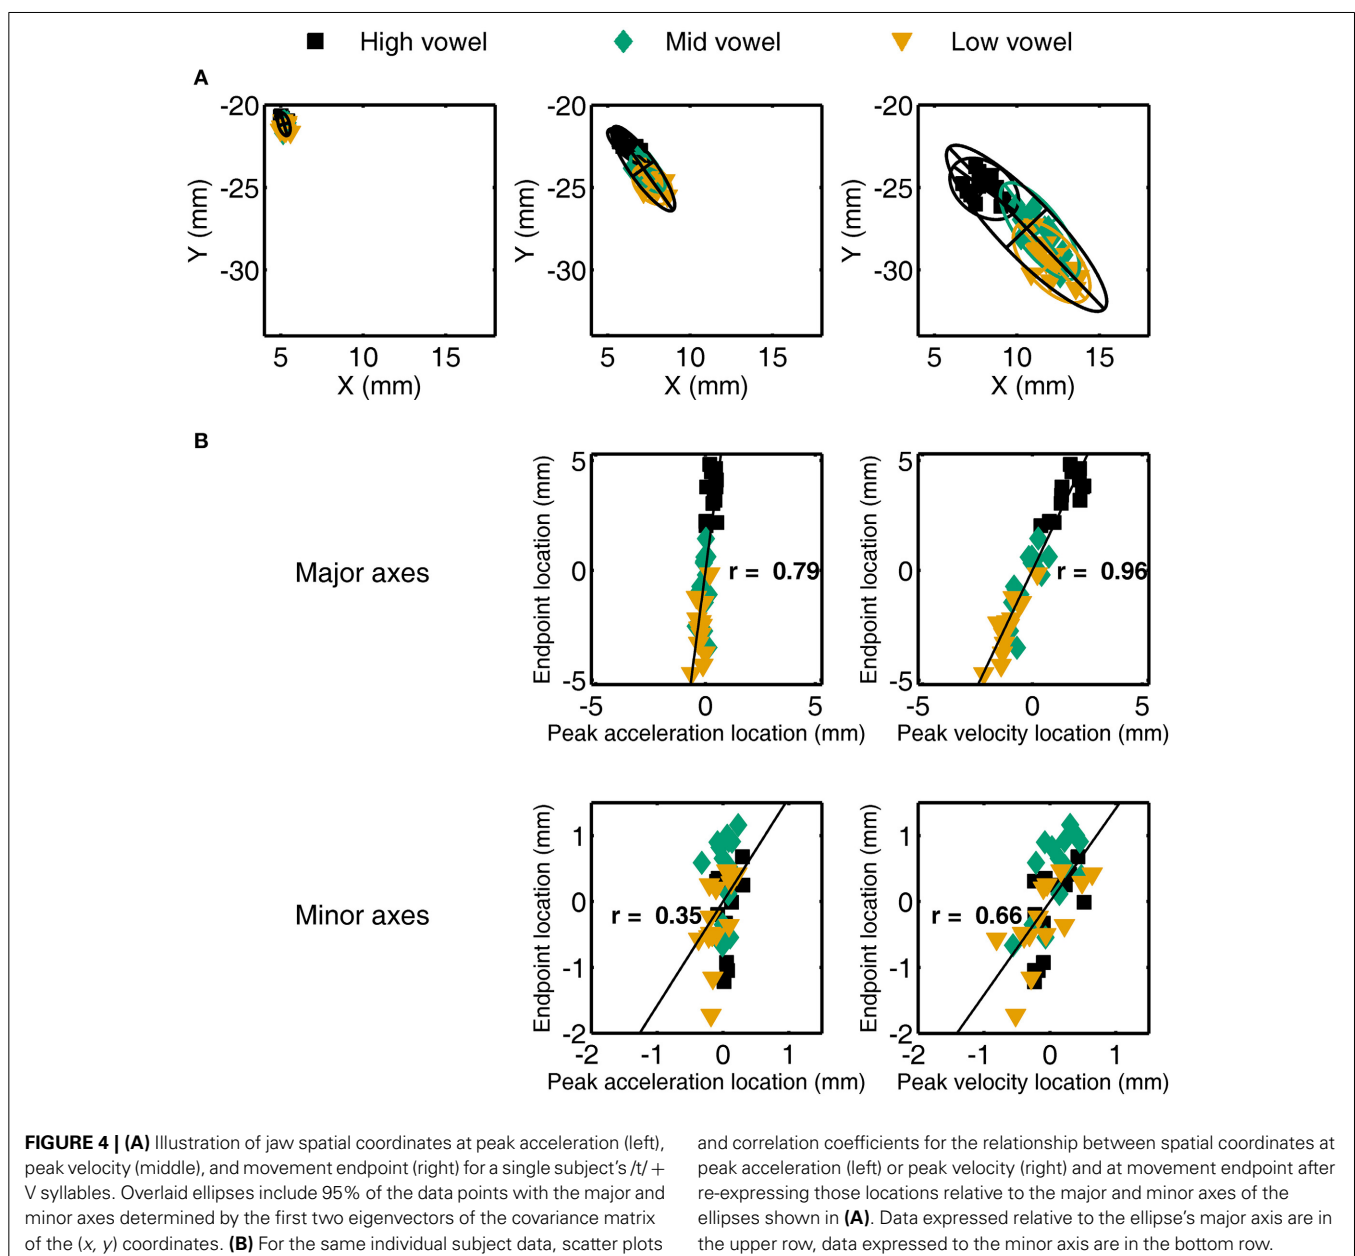 High vowel Mid vowel Low vowel
A
-20 -20 -20
-25 -25 -25
-30 -30 -30
Y (mm) Y (mm) Y (mm)
5 10 15 5 10 15 5 10 15
X (mm) X (mm) X (mm)
B
Major axes
5 5
0 0
-5 -5
Endpoint location (mm) Endpoint location (mm)
r = 0.79 r = 0.96
-5 0 5 -5 0 5
Peak acceleration location (mm) Peak velocity location (mm)
Minor axes
1 1
0 0
-1 -1
-2 -2
Endpoint location (mm) Endpoint location (mm)
r = 0.35 r = 0.66
-2 -1 0 1 -2 -1 0 1
Peak acceleration location (mm) Peak velocity location (mm)
FIGURE 4 | (A) Illustration of jaw spatial coordinates at peak acceleration (left),
peak velocity (middle), and movement endpoint (right) for a single subject's /t/ +
V syllables. Overlaid ellipses include 95% of the data points with the major and
minor axes determined by the first two eigenvectors of the covariance matrix
of the (x, y) coordinates. (B) For the same individual subject data, scatter plots
and correlation coefficients for the relationship between spatial coordinates at
peak acceleration (left) or peak velocity (right) and at movement endpoint after
re-expressing those locations relative to the major and minor axes of the
ellipses shown in (A). Data expressed relative to the ellipse's major axis are in
the upper row, data expressed to the minor axis are in the bottom row.